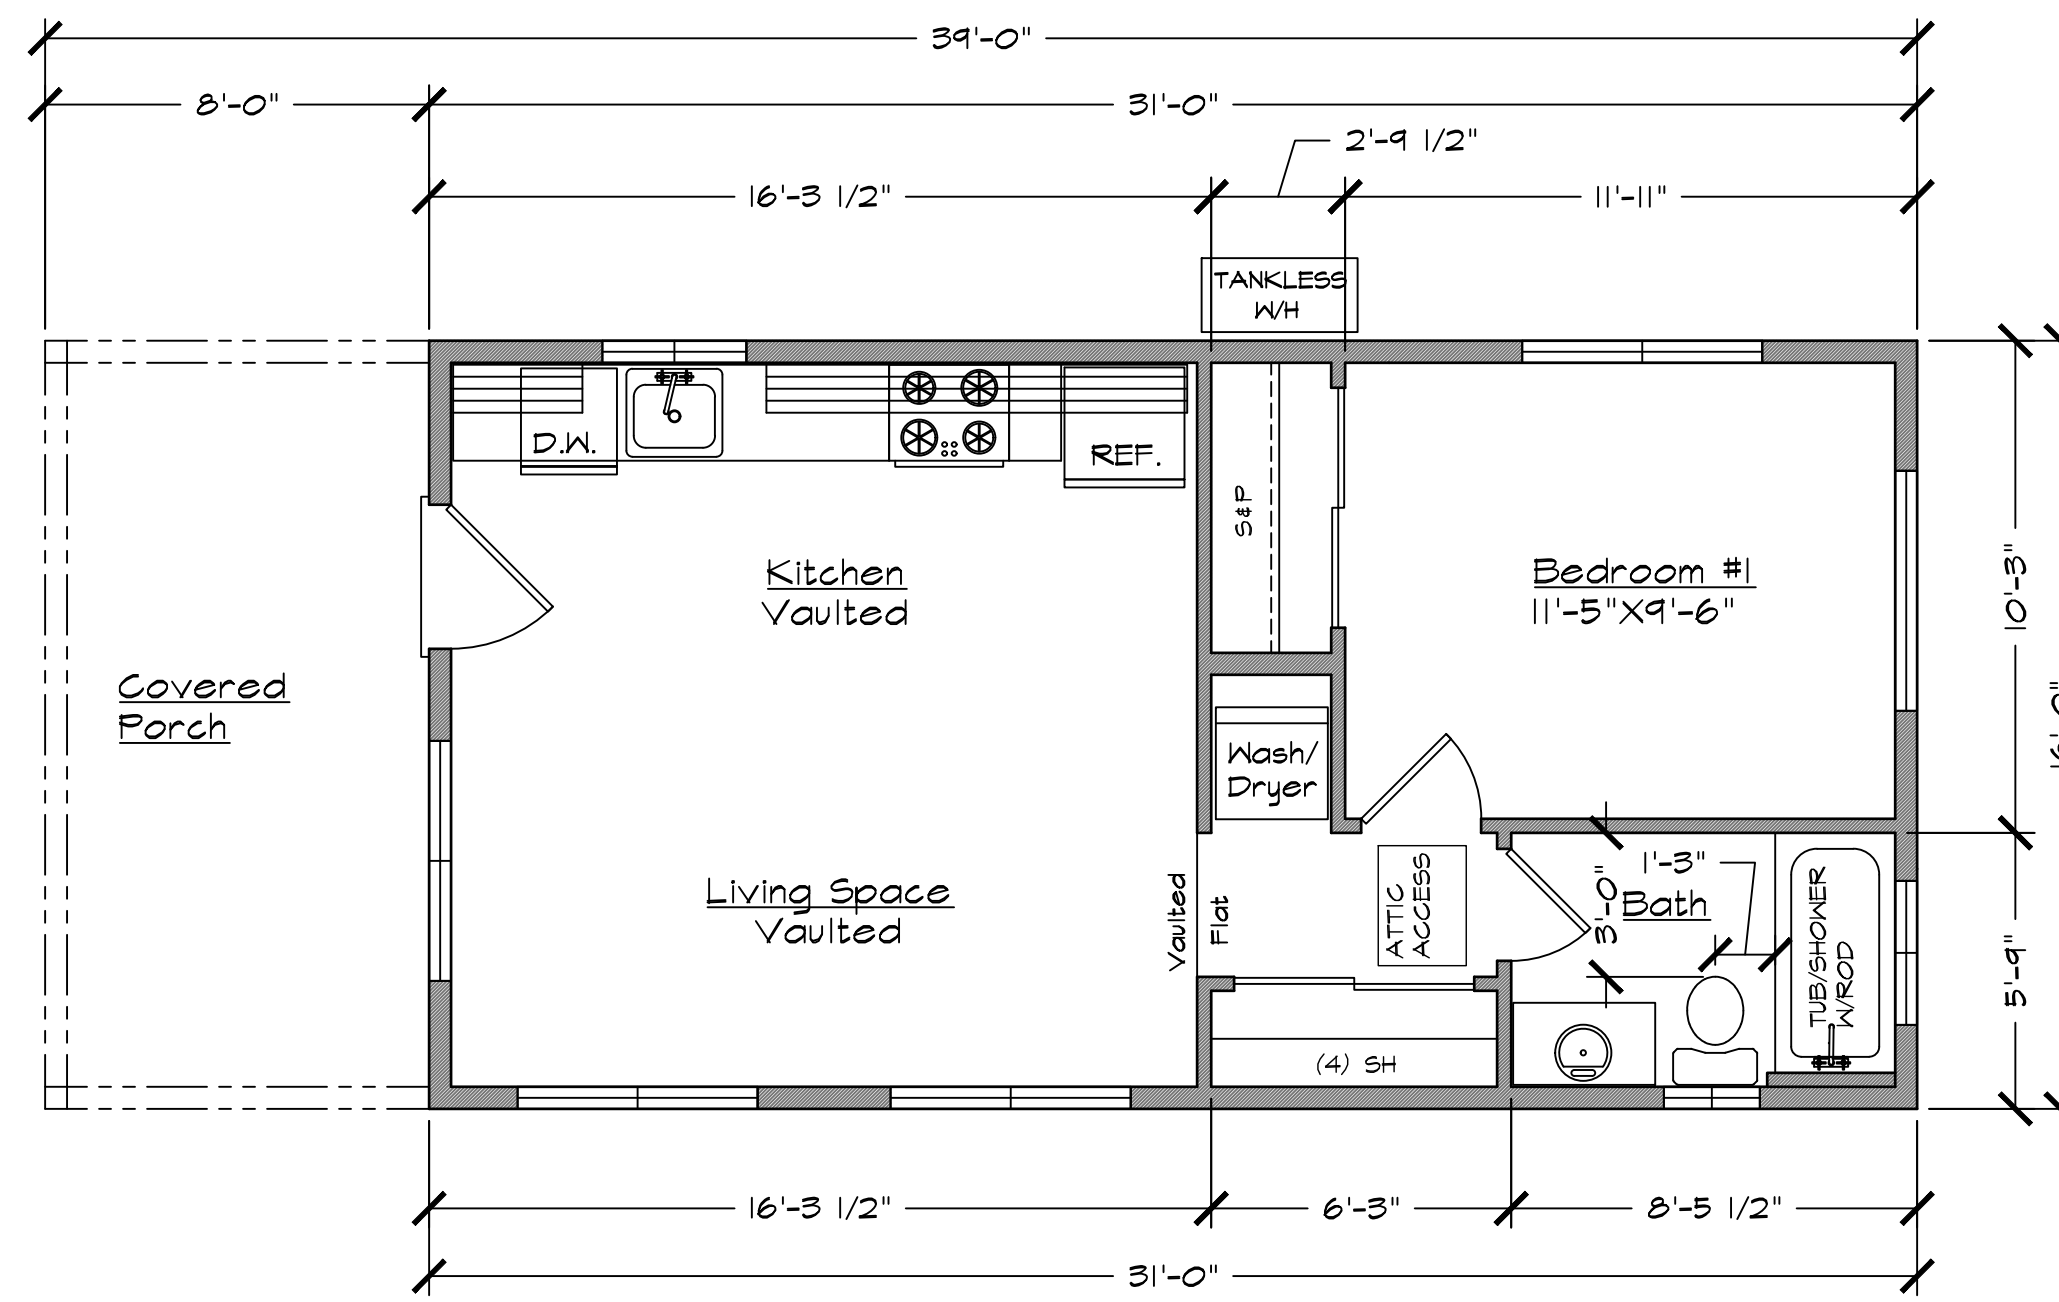 39'-0"
8'-0"
31'-0"
2'-9 1/2"
16'-3 1/2"
11'-11"
TANKLESS
W/H
D.W.
REF.
S&P
Kitchen
Vaulted
Bedroom #1
11'-5"X9'-6"
10'-3"
Covered
Porch
16'-0"
Wash/
Dryer
Living Space
Vaulted
Vaulted
Flat
ATTIC
ACCESS
3'-0"
1'-3"
Bath
TUB/SHOWER
W/ROD
5'-9"
(4) SH
16'-3 1/2"
6'-3"
8'-5 1/2"
31'-0"